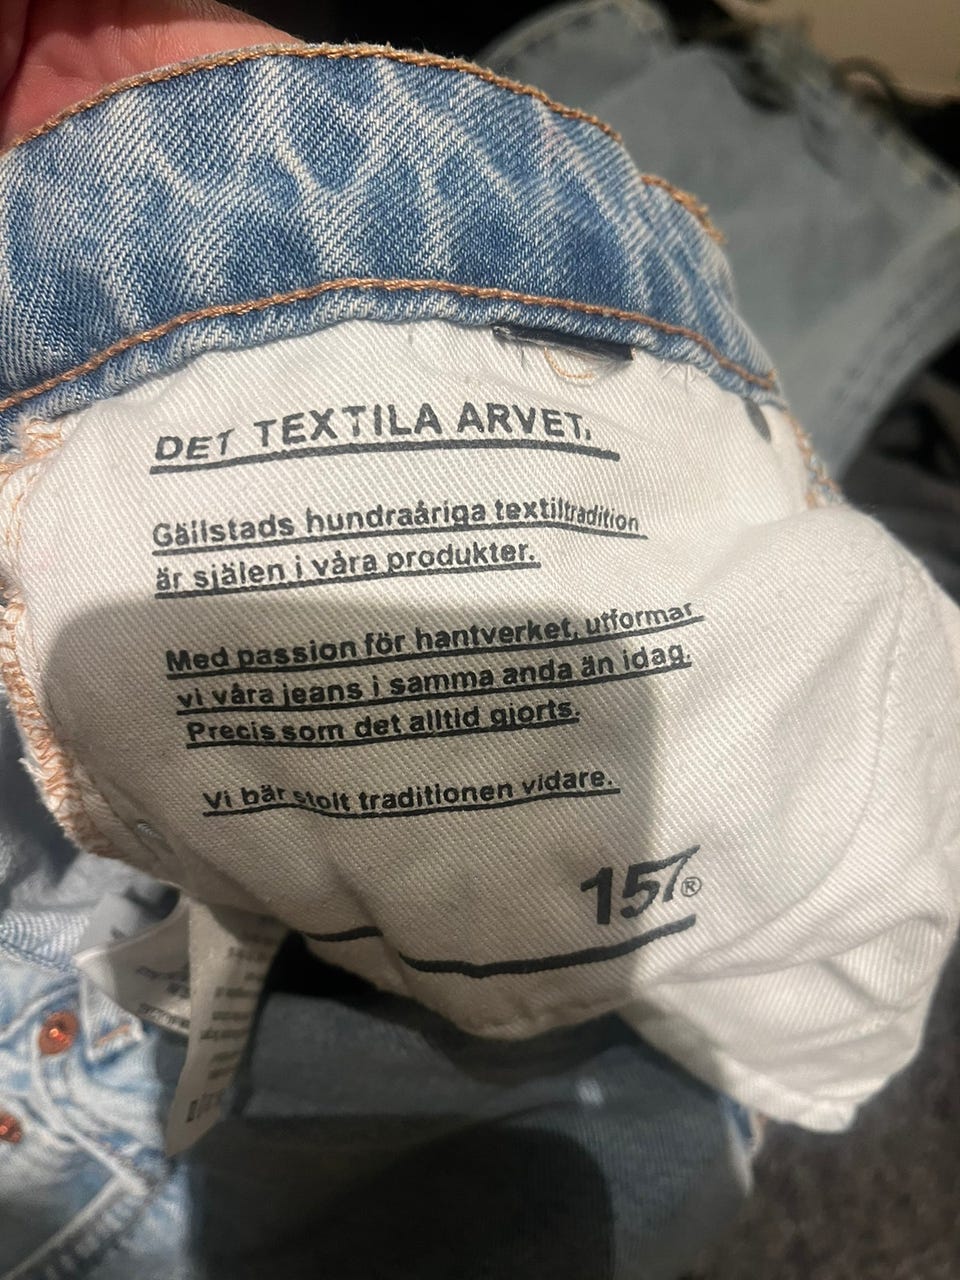 DET TEXTILA ARVET,
Gällstads hundraåriga textiltradition
är själen i våra produkter.
Med passion för hantverket, utformar
vi våra jeans i samma anda än idag.
Precis som det alltid gjorts.
Vi bär stolt traditionen vidare.
157®